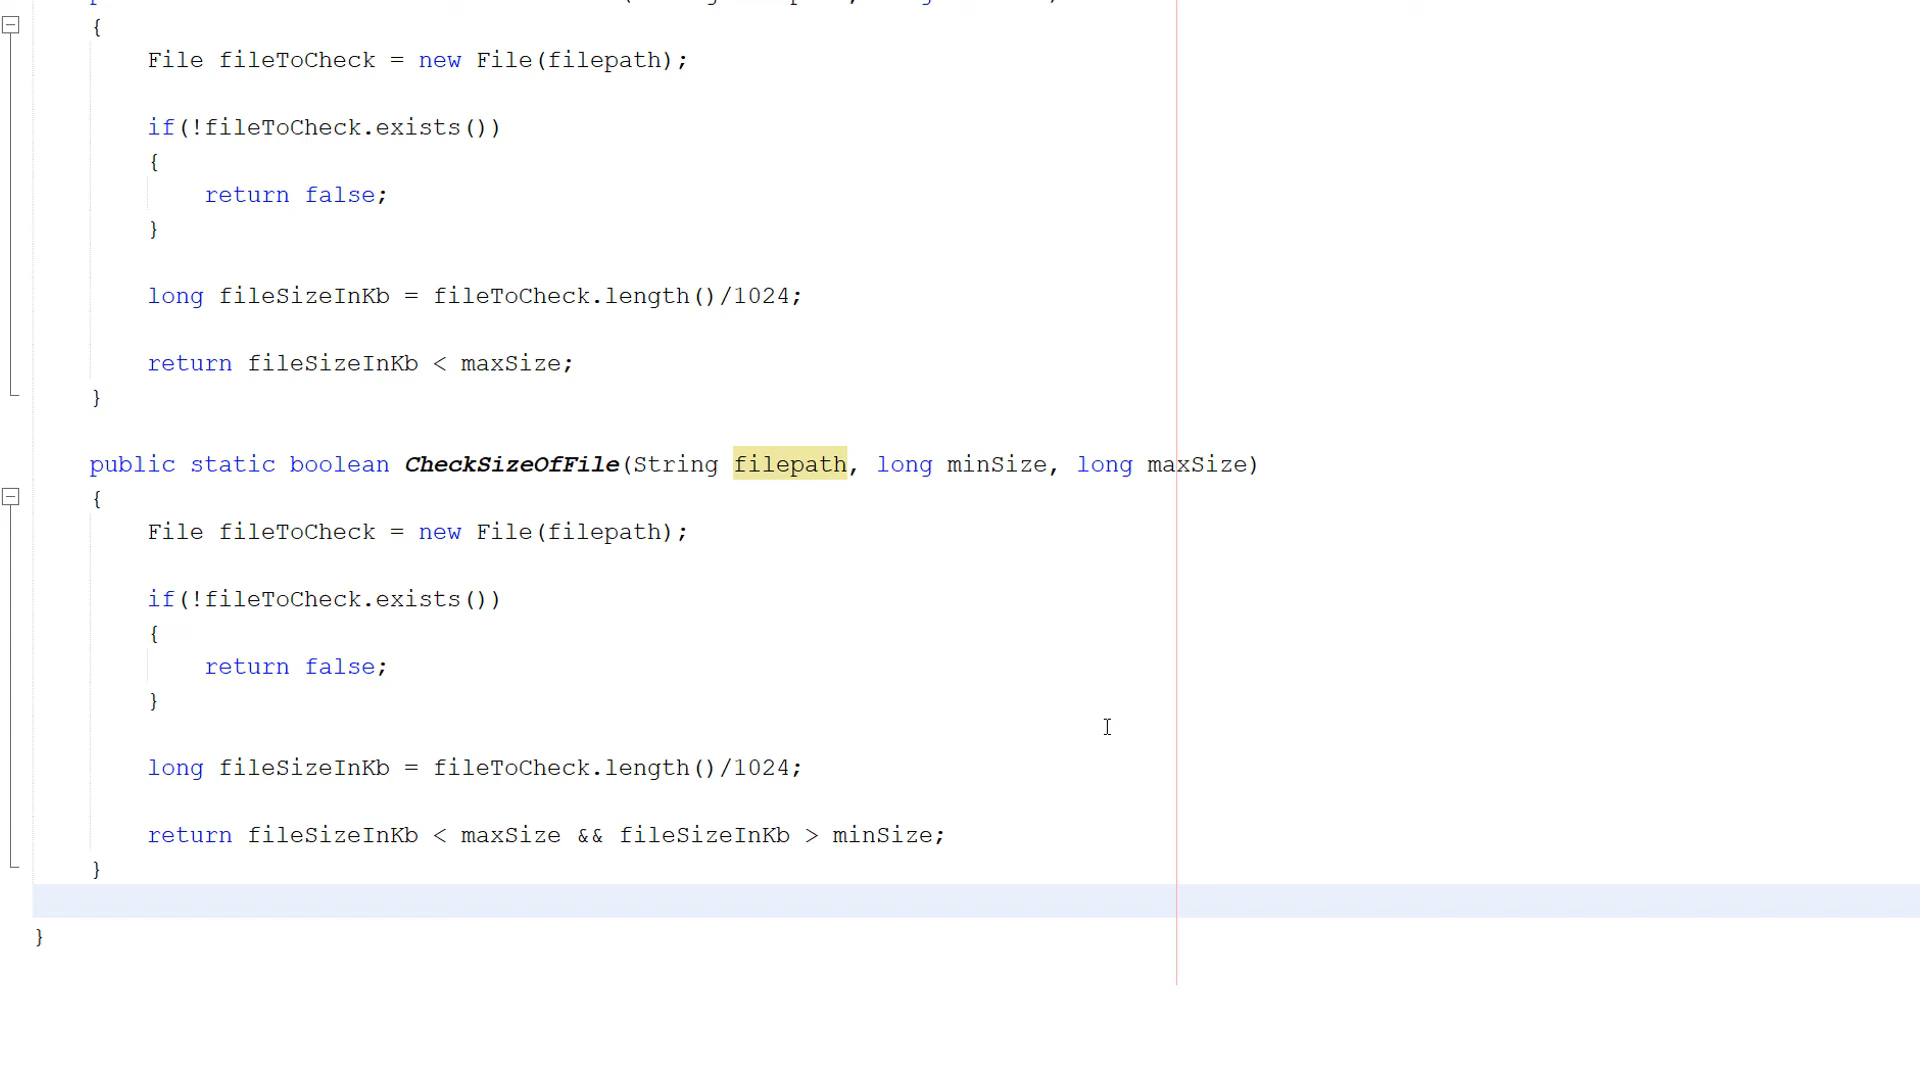 {
File fileToCheck = new File(filepath);
if(!fileToCheck.exists())
{
return false;
}
long fileSizeInKb = fileToCheck.length()/1024;
return fileSizeInKb < maxSize;
}
public static boolean CheckSizeOfFile(String filepath, long minSize, long maxSize)
{
File fileToCheck = new File(filepath);
if(!fileToCheck.exists())
{
return false;
}
long fileSizeInKb = fileToCheck.length()/1024;
return fileSizeInKb < maxSize && fileSizeInKb > minSize;
}
}